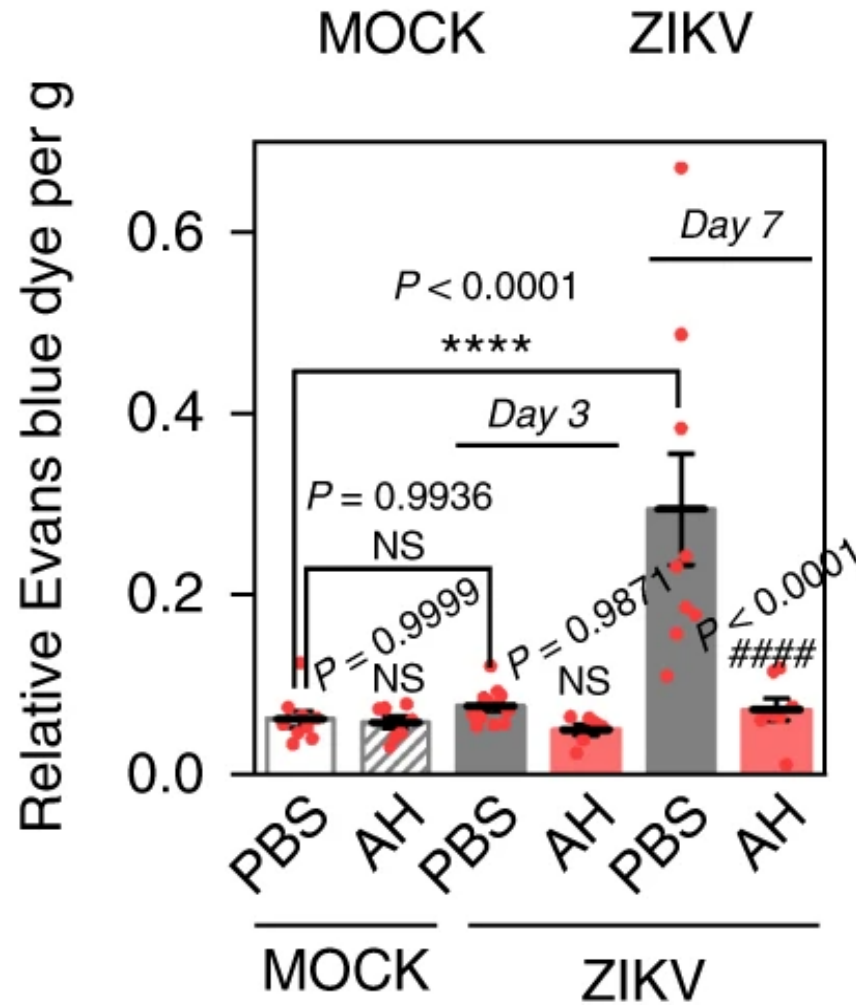 MOCK ZIKV
Relative Evans blue dye per g
0.6
0.4
0.2
0.0
Day 7
P < 0.0001
****
Day 3
P = 0.9936
NS
P = 0.9999
NS
P = 0.9871
NS
P < 0.0001
####
PBS AH PBS AH PBS AH
MOCK ZIKV